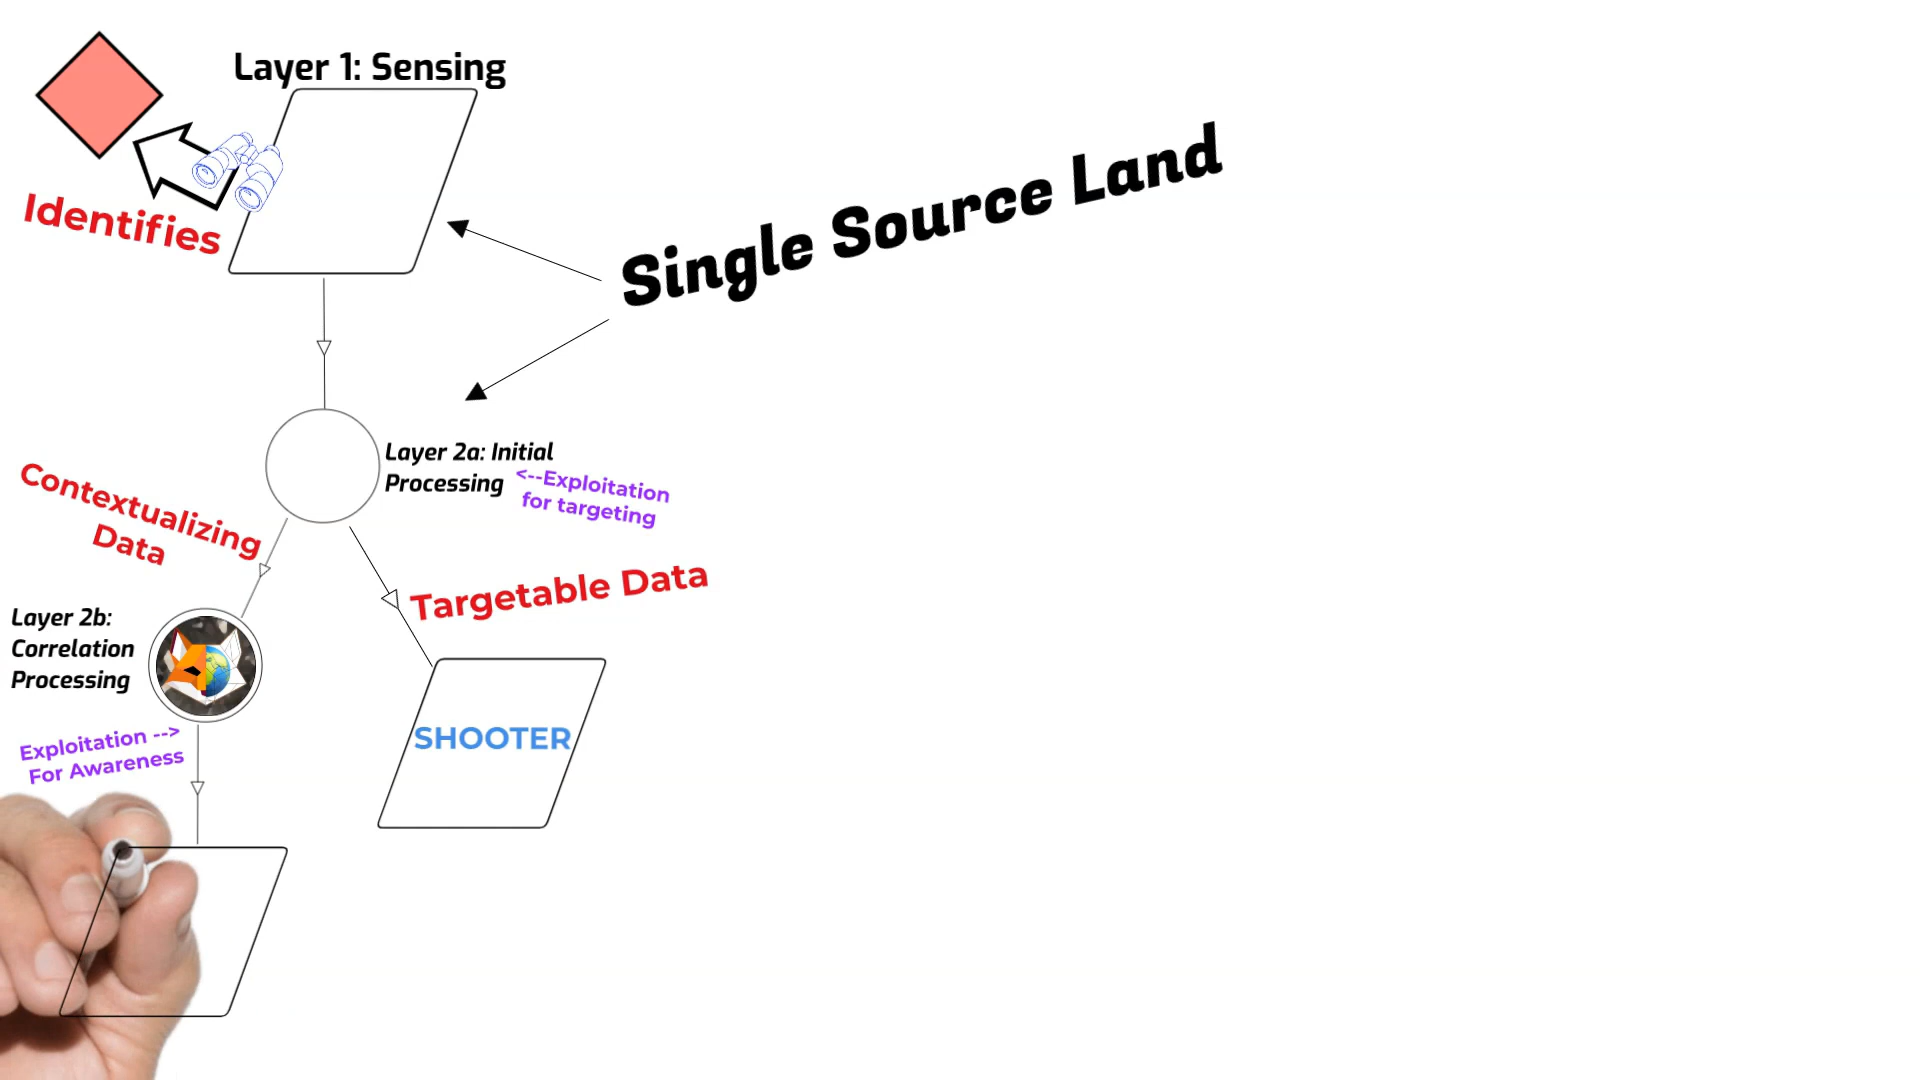 Layer 1: Sensing
Identifies
Single Source Land
Layer 2a: Initial
Processing
<--Exploitation
for targeting
Contextualizing
Data
Targetable Data
Layer 2b:
Correlation
Processing
SHOOTER
Exploitation -->
For Awareness